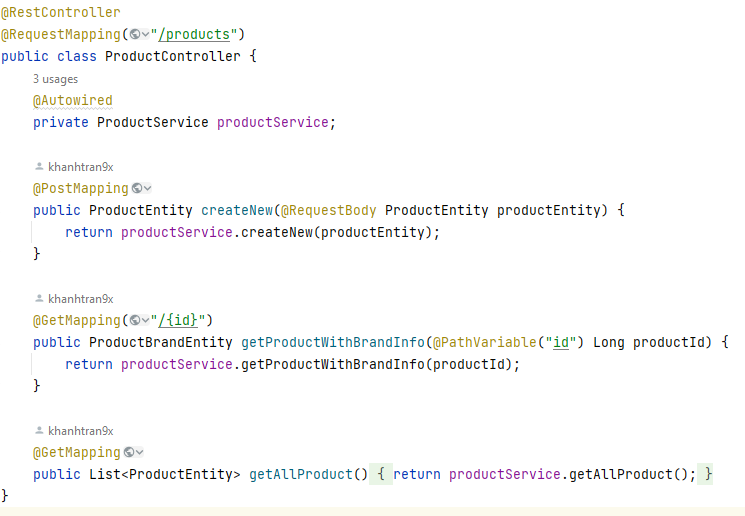 @RestController
@RequestMapping("/products")
public class ProductController {
3 usages
@Autowired
private ProductService productService;
khanhtran9x
@PostMapping
public ProductEntity createNew(@RequestBody ProductEntity productEntity) {
return productService.createNew(productEntity);
}
khanhtran9x
@GetMapping("/{id}")
public ProductBrandEntity getProductWithBrandInfo(@PathVariable("id") Long productId) {
return productService.getProductWithBrandInfo(productId);
}
khanhtran9x
@GetMapping
public List<ProductEntity> getAllProduct() { return productService.getAllProduct(); }
}